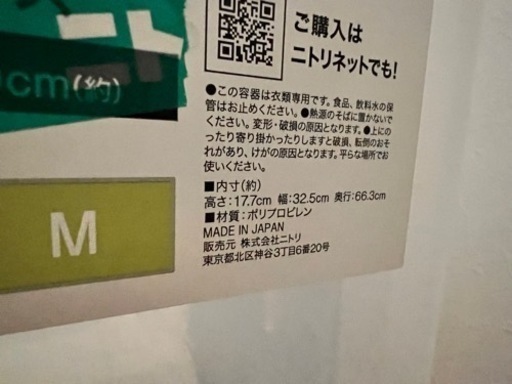 ご購入は
ニトリネットでも!
cm(約)
●この容器は衣類専用です。食品、飲料水の保
管はお止めください。●熱源のそばに置かないで
ください。変形・破損の原因となります。●上にの
ったり寄り掛かったりしますと破損、転倒のおそ
れがあり、けがの原因となります。平らな場所でお
使いください。
■内寸(約)
高さ:17.7cm 幅:32.5cm 奥行:66.3cm
■材質:ポリプロピレン
MADE IN JAPAN
販売元 株式会社ニトリ
東京都北区神谷3丁目6番20号
M